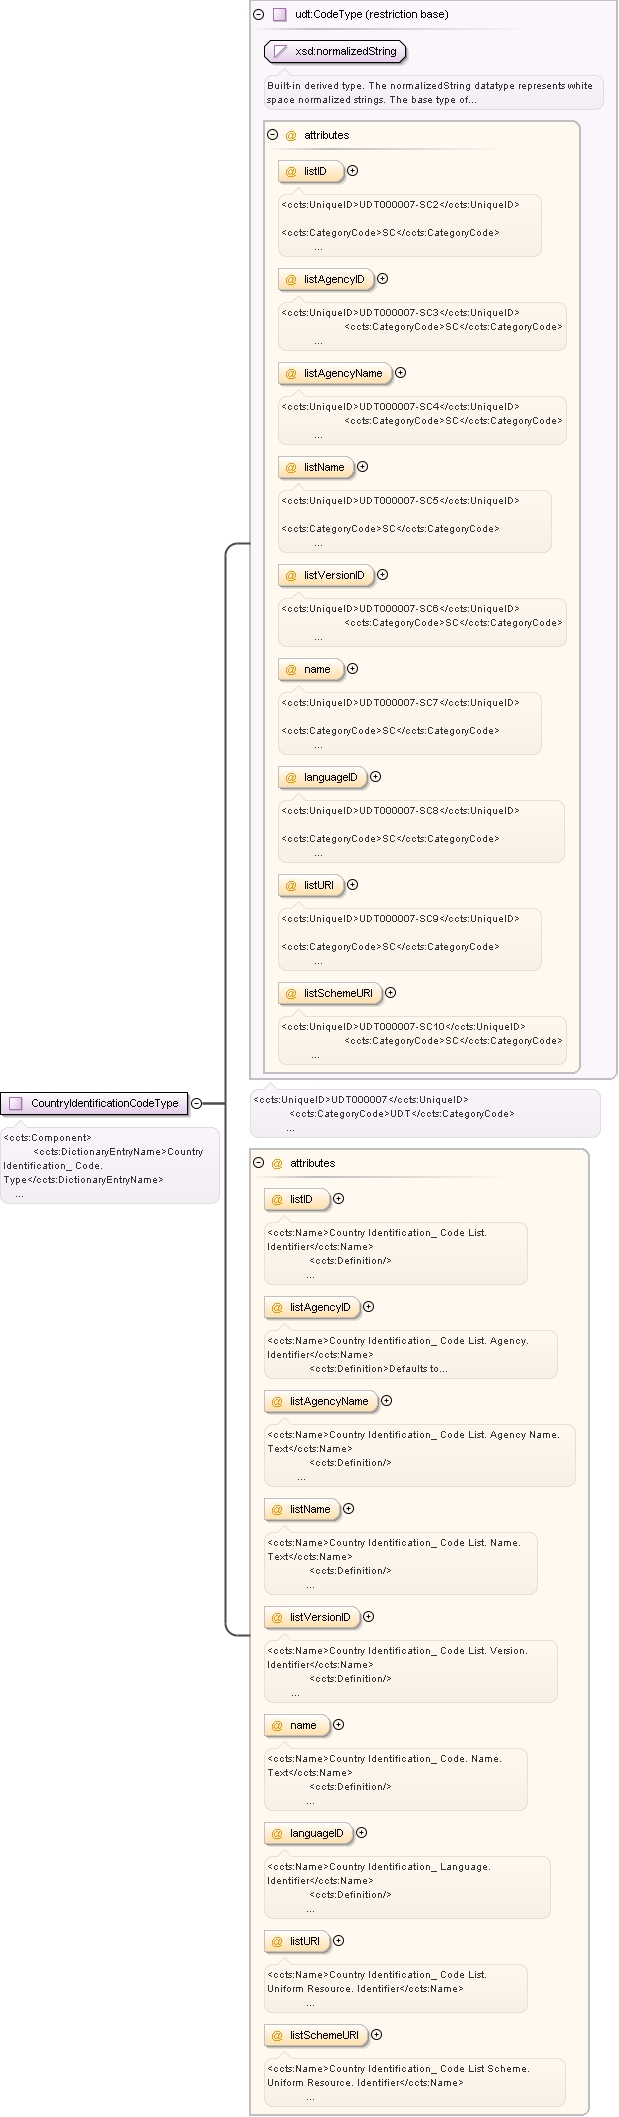 udt:CodeType (restriction base)
xsd:normalizedString
Built-in derived type. The normalizedString datatype represents white
space normalized strings. The base type of...
@ attributes
@ listID
<ccts:UniqueID>UDT000007-SC2</ccts:UniqueID>
<ccts:CategoryCode>SC</ccts:CategoryCode>
...
@ listAgencyID
<ccts:UniqueID>UDT000007-SC3</ccts:UniqueID>
<ccts:CategoryCode>SC</ccts:CategoryCode>
...
@ listAgencyName
<ccts:UniqueID>UDT000007-SC4</ccts:UniqueID>
<ccts:CategoryCode>SC</ccts:CategoryCode>
...
@ listName
<ccts:UniqueID>UDT000007-SC5</ccts:UniqueID>
<ccts:CategoryCode>SC</ccts:CategoryCode>
...
@ listVersionID
<ccts:UniqueID>UDT000007-SC6</ccts:UniqueID>
<ccts:CategoryCode>SC</ccts:CategoryCode>
...
@ name
<ccts:UniqueID>UDT000007-SC7</ccts:UniqueID>
<ccts:CategoryCode>SC</ccts:CategoryCode>
...
@ languageID
<ccts:UniqueID>UDT000007-SC8</ccts:UniqueID>
<ccts:CategoryCode>SC</ccts:CategoryCode>
...
@ listURI
<ccts:UniqueID>UDT000007-SC9</ccts:UniqueID>
<ccts:CategoryCode>SC</ccts:CategoryCode>
...
@ listSchemeURI
<ccts:UniqueID>UDT000007-SC10</ccts:UniqueID>
<ccts:CategoryCode>SC</ccts:CategoryCode>
...
<ccts:UniqueID>UDT000007</ccts:UniqueID>
<ccts:CategoryCode>UDT</ccts:CategoryCode>
...
CountryIdentificationCodeType
<ccts:Component>
<ccts:DictionaryEntryName>Country
Identification_ Code.
Type</ccts:DictionaryEntryName>
...
@ attributes
@ listID
<ccts:Name>Country Identification_ Code List.
Identifier</ccts:Name>
<ccts:Definition/>
...
@ listAgencyID
<ccts:Name>Country Identification_ Code List. Agency.
Identifier</ccts:Name>
<ccts:Definition>Defaults to...
@ listAgencyName
<ccts:Name>Country Identification_ Code List. Agency Name.
Text</ccts:Name>
<ccts:Definition/>
...
@ listName
<ccts:Name>Country Identification_ Code List. Name.
Text</ccts:Name>
<ccts:Definition/>
...
@ listVersionID
<ccts:Name>Country Identification_ Code List. Version.
Identifier</ccts:Name>
<ccts:Definition/>
...
@ name
<ccts:Name>Country Identification_ Code. Name.
Text</ccts:Name>
<ccts:Definition/>
...
@ languageID
<ccts:Name>Country Identification_ Language.
Identifier</ccts:Name>
<ccts:Definition/>
...
@ listURI
<ccts:Name>Country Identification_ Code List.
Uniform Resource. Identifier</ccts:Name>
...
@ listSchemeURI
<ccts:Name>Country Identification_ Code List Scheme.
Uniform Resource. Identifier</ccts:Name>
...